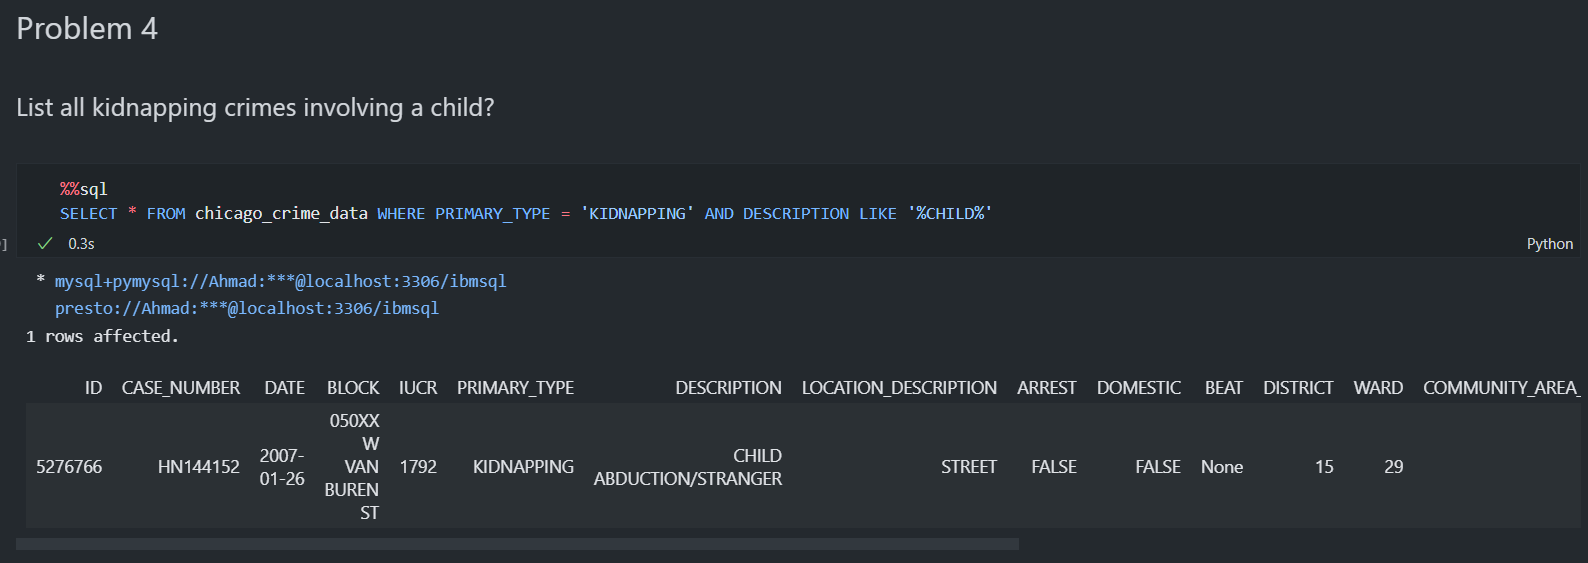 Problem 4
List all kidnapping crimes involving a child?
%%sql
SELECT * FROM chicago_crime_data WHERE PRIMARY_TYPE = 'KIDNAPPING' AND DESCRIPTION LIKE '%CHILD%'
] ✓ 0.3s Python
* mysql+pymysql://Ahmad:***@localhost:3306/ibmsql
presto://Ahmad:***@localhost:3306/ibmsql
1 rows affected.
ID CASE_NUMBER DATE BLOCK IUCR PRIMARY_TYPE DESCRIPTION LOCATION_DESCRIPTION ARREST DOMESTIC BEAT DISTRICT WARD COMMUNITY_AREA_
5276766 HN144152 2007-
01-26 050XX
W
VAN
BUREN
ST 1792 KIDNAPPING CHILD
ABDUCTION/STRANGER STREET FALSE FALSE None 15 29